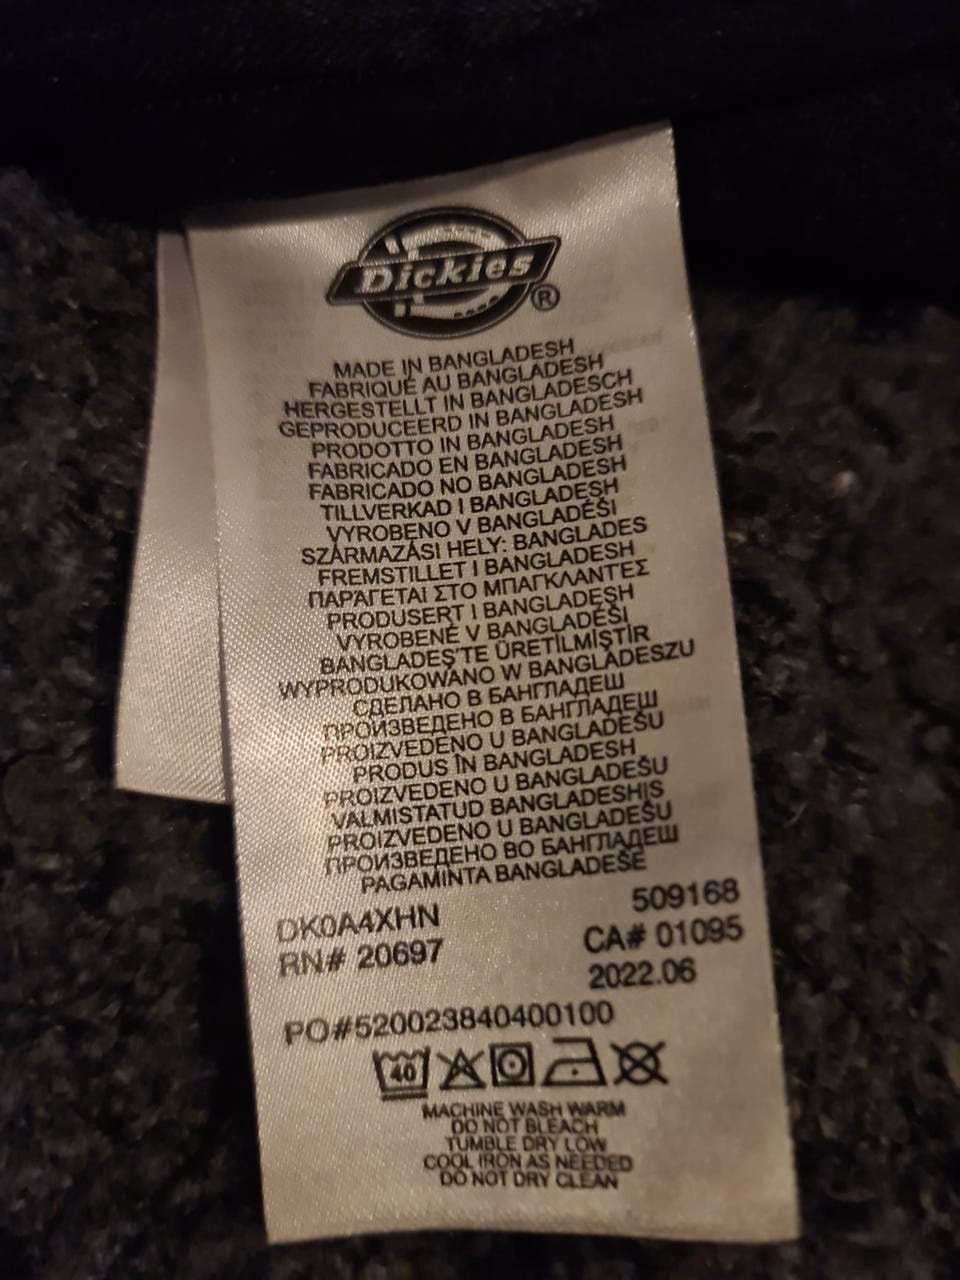 Dickies®
MADE IN BANGLADESH
FABRIQUÉ AU BANGLADESH
HERGESTELLT IN BANGLADESCH
GEPRODUCEERD IN BANGLADESH
PRODOTTO IN BANGLADESH
FABRICADO EN BANGLADESH
FABRICADO NO BANGLADESH
TILLVERKAD I BANGLADESH
VYROBENO V BANGLADÉŠI
SZÁRMAZÁSI HELY: BANGLADES
FREMSTILLET I BANGLADESH
ΠΑΡΑΓΕΤΑΙ ΣΤΟ ΜΠΑΓΚΛΑΝΤΕΣ
PRODUSERT I BANGLADESH
VYROBENÉ V BANGLADÉŠI
BANGLADEŞ'TE ÜRETİLMİŞTİR
WYPRODUKOWANO W BANGLADESZU
СДЕЛАНО В БАНГЛАДЕШ
ПРОИЗВЕДЕНО В БАНГЛАДЕШ
PROIZVEDENO U BANGLADEŠU
PRODUS ÎN BANGLADESH
PROIZVEDENO U BANGLADEŠU
VALMISTATUD BANGLADESHIS
PROIZVEDENO U BANGLADEŠU
ПРОИЗВЕДЕНО ВО БАНГЛАДЕШ
PAGAMINTA BANGLADEŠE
DK0A4XHN 509168
RN# 20697 CA# 01095
2022.06
PO#520023840400100
40
MACHINE WASH WARM
DO NOT BLEACH
TUMBLE DRY LOW
COOL IRON AS NEEDED
DO NOT DRY CLEAN